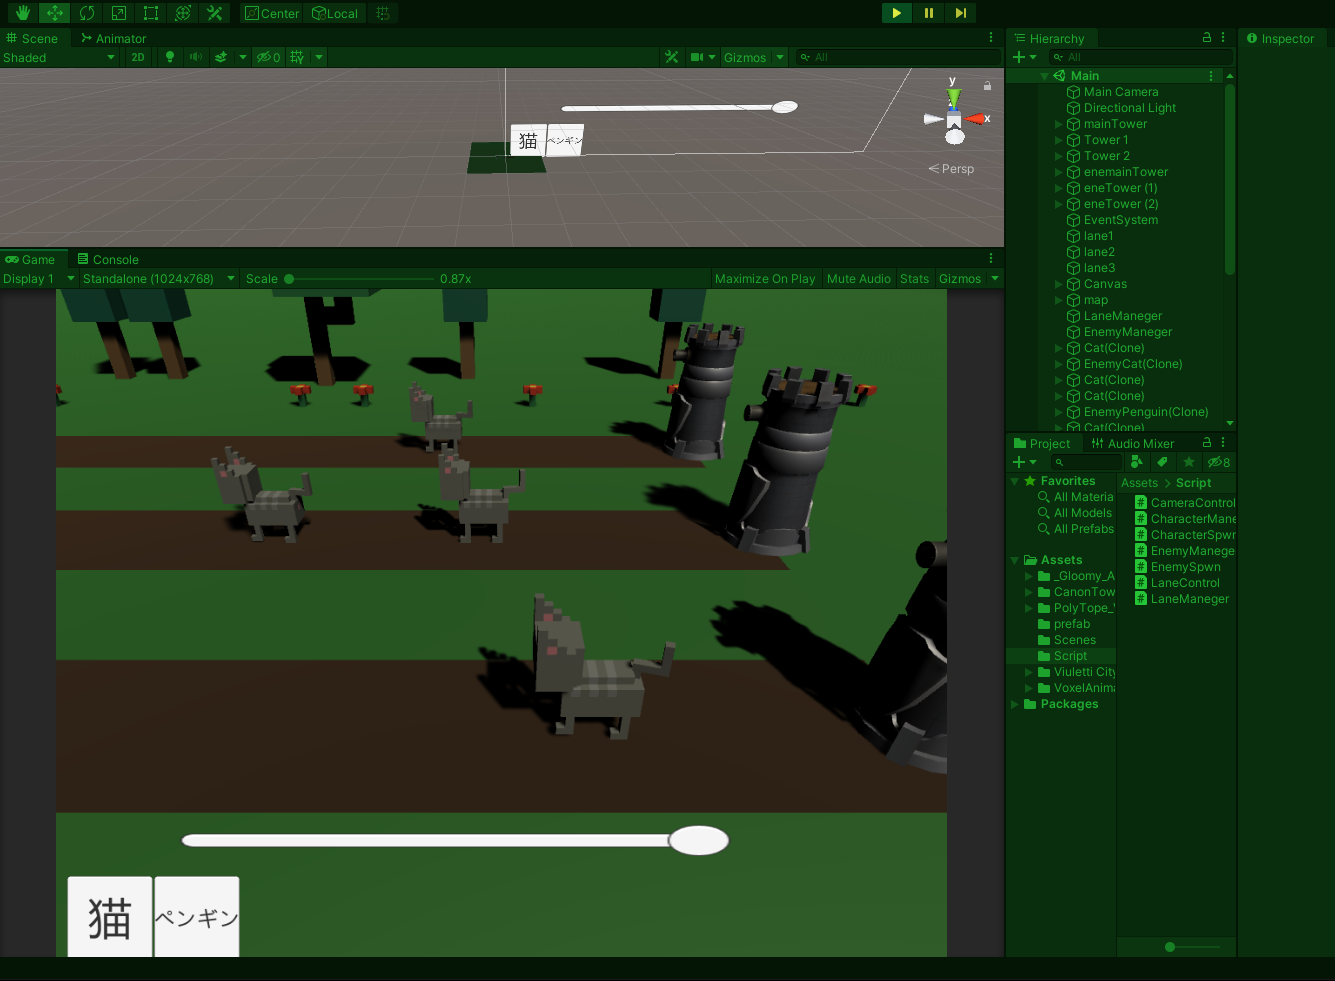 Center Local
Scene Animator
Shaded 2D 0 Gizmos All
y
x
Persp
猫 ペンギン
Game Console
Display 1 Standalone (1024x768) Scale 0.87x Maximize On Play Mute Audio Stats Gizmos
猫 ペンギン
Hierarchy
All
Main
Main Camera
Directional Light
mainTower
Tower 1
Tower 2
enemainTower
eneTower (1)
eneTower (2)
EventSystem
lane1
lane2
lane3
Canvas
map
LaneManeger
EnemyManeger
Cat(Clone)
EnemyCat(Clone)
Cat(Clone)
Cat(Clone)
EnemyPenguin(Clone)
Cat(Clone)
Project Audio Mixer
8
Favorites
All Materia
All Models
All Prefabs
Assets
_Gloomy_A
CanonTow
PolyTope_
prefab
Scenes
Script
Viuletti City
VoxelAnima
Packages
Assets > Script
CameraControl
CharacterMane
CharacterSpwr
EnemyManege
EnemySpwn
LaneControl
LaneManeger
Inspector